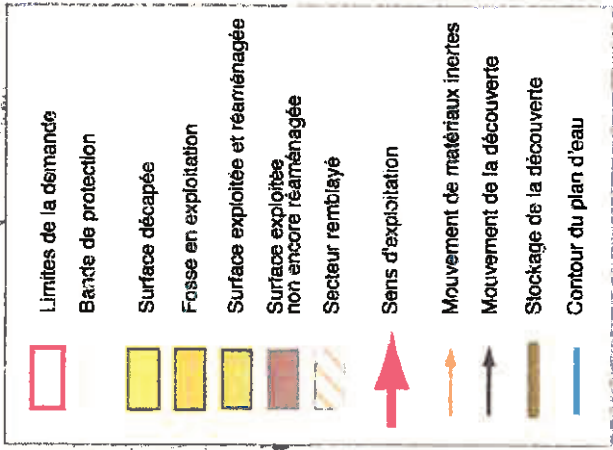 Limites de la demande
Bande de protection
Surface décapée
Fosse en exploitation
Surface exploitée et réaménagée
Surface exploitée
non encore réaménagée
Secteur remblayé
Sens d'exploitation
Mouvement de matériaux inertes
Mouvement de la découverte
Stockage de la découverte
Contour du plan d'eau